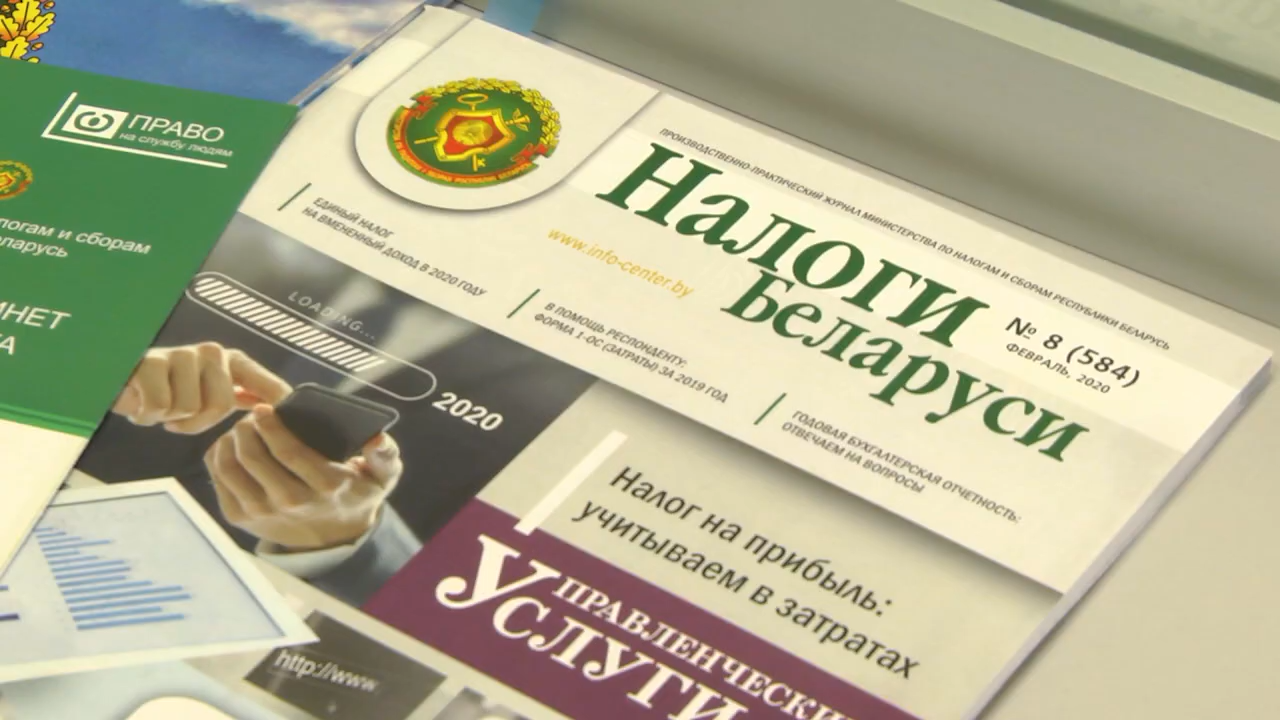 ПРАВО
на службу людям
логам и сборам
еларусь
ИНЕТ
КА
ПРОИЗВОДСТВЕННО-ПРАКТИЧЕСКИЙ ЖУРНАЛ МИНИСТЕРСТВА ПО НАЛОГАМ И СБОРАМ РЕСПУБЛИКИ БЕЛАРУСЬ
Налоги
Беларуси
№ 8 (584)
ФЕВРАЛЬ, 2020
www.info-center.by
ЕДИНЫЙ НАЛОГ
НА ВМЕНЕННЫЙ ДОХОД В 2020 ГОДУ
В ПОМОЩЬ РЕСПОНДЕНТУ:
ФОРМА 1-ОС (ЗАТРАТЫ) ЗА 2019 ГОД
ГОДОВАЯ БУХГАЛТЕРСКАЯ ОТЧЕТНОСТЬ:
ОТВЕЧАЕМ НА ВОПРОСЫ
LOADING...
2020
Налог на прибыль:
учитываем в затратах
УПРАВЛЕНЧЕСКИ
УСЛУГИ
http://www